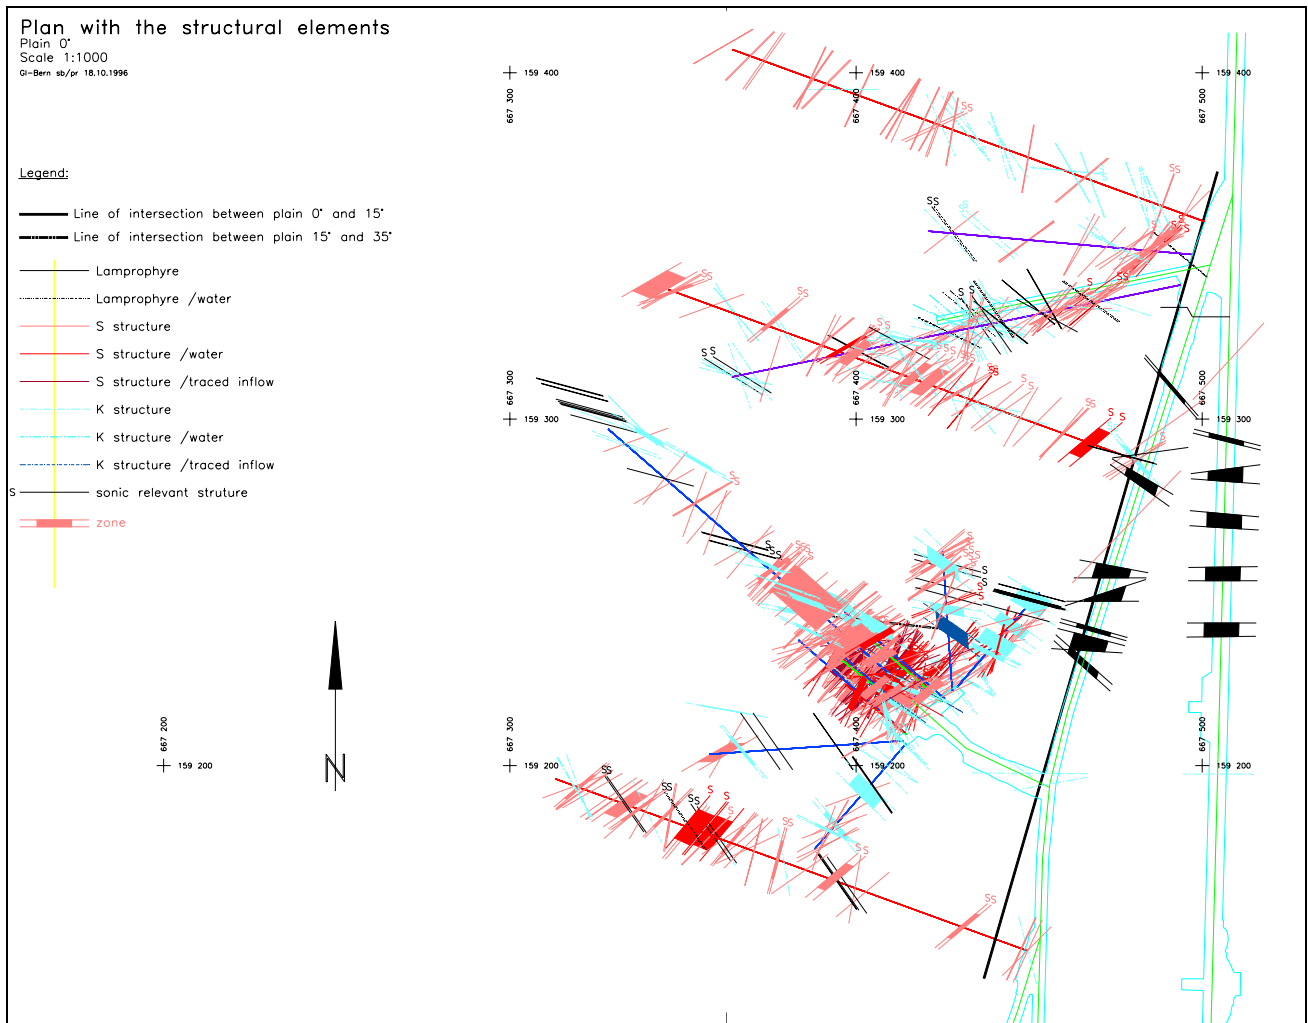 Plan with the structural elements
Plain 0°
Scale 1:1000
GI-Bern sb/pr 18.10.1996
159 400
159 400
159 400
667 300
667 400
667 500
Legend:
Line of intersection between plain 0° and 15°
Line of intersection between plain 15° and 35°
Lamprophyre
Lamprophyre /water
S structure
S structure /water
S structure /traced inflow
K structure
K structure /water
K structure /traced inflow
S sonic relevant struture
zone
667 300
667 400
667 500
159 300
159 300
159 300
667 200
667 300
667 400
667 500
159 200
159 200
159 200
159 200
N